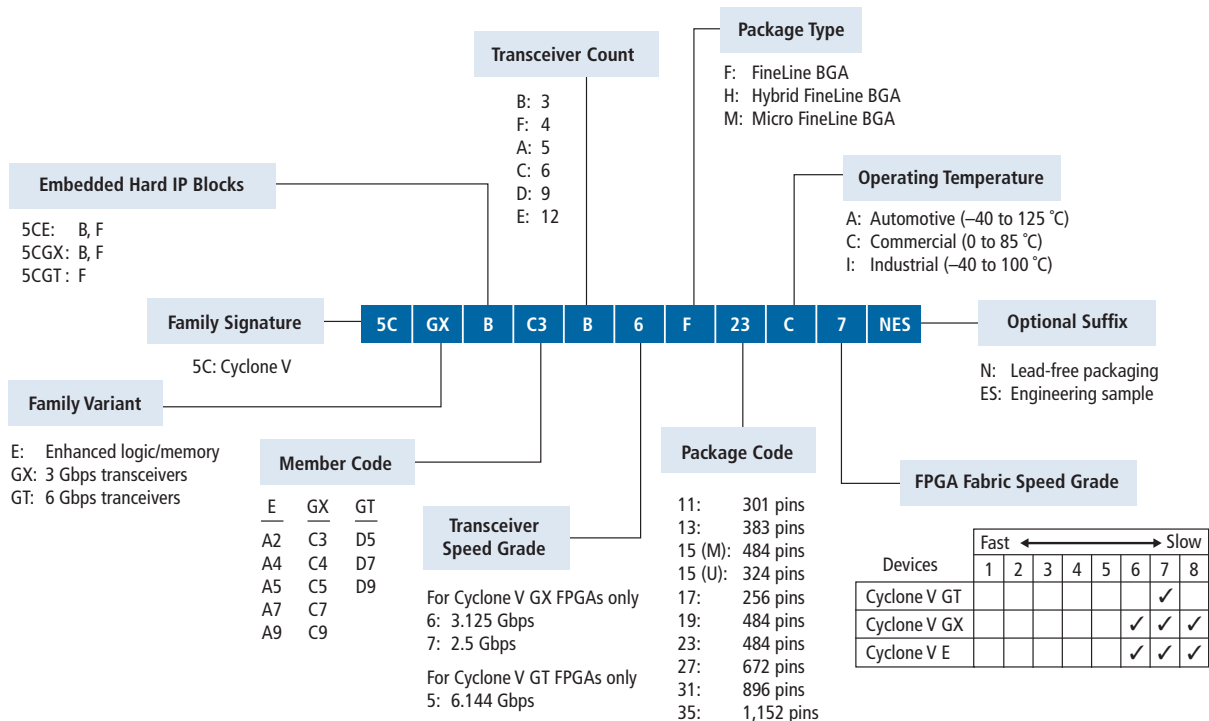 Package Type
F: FineLine BGA
H: Hybrid FineLine BGA
M: Micro FineLine BGA
Transceiver Count
B: 3
F: 4
A: 5
C: 6
D: 9
E: 12
Embedded Hard IP Blocks
5CE: B, F
5CGX: B, F
5CGT: F
Operating Temperature
A: Automotive (–40 to 125 ˚C)
C: Commercial (0 to 85 ˚C)
I: Industrial (–40 to 100 ˚C)
Family Signature
5C: Cyclone V
5C GX B C3 B 6 F 23 C 7 NES
Optional Suffix
N: Lead-free packaging
ES: Engineering sample
Family Variant
E: Enhanced logic/memory
GX: 3 Gbps transceivers
GT: 6 Gbps tranceivers
Member Code
E GX GT
A2 C3 D5
A4 C4 D7
A5 C5 D9
A7 C7
A9 C9
Transceiver
Speed Grade
For Cyclone V GX FPGAs only
6: 3.125 Gbps
7: 2.5 Gbps
For Cyclone V GT FPGAs only
5: 6.144 Gbps
Package Code
11: 301 pins
13: 383 pins
15 (M): 484 pins
15 (U): 324 pins
17: 256 pins
19: 484 pins
23: 484 pins
27: 672 pins
31: 896 pins
35: 1,152 pins
FPGA Fabric Speed Grade
Fast Slow
Devices 1 2 3 4 5 6 7 8
Cyclone V GT ✓
Cyclone V GX ✓ ✓ ✓
Cyclone V E ✓ ✓ ✓